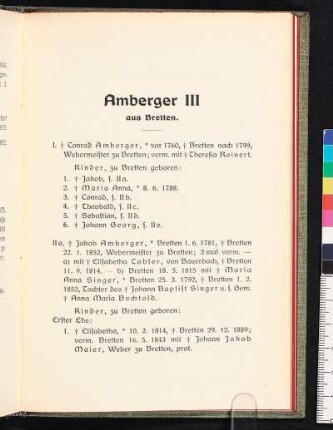 Amberger III
aus Bretten.
I. † Conrad Amberger, * vor 1760, † Bretten nach 1799,
Webermeister zu Bretten; verm. mit † Theresia Reinert.
Kinder, zu Bretten geboren:
1. † Jakob, s. IIa.
2. † Maria Anna, * 8. 6. 1788.
3. † Conrad, s. IIb.
4. † Theobald, s. IIc.
5. † Sebastian, s. IId.
6. † Johann Georg, s. IIe.
IIa. † Jakob Amberger, * Bretten 1. 6. 1781, † Bretten
22. 1. 1852, Webermeister zu Bretten; 2 mal verm. —
a) mit † Elisabetha Tobler, von Bauerbach, † Bretten
11. 9. 1814. — b) Bretten 18. 5. 1815 mit † Maria
Anna Singer, * Bretten 25. 3. 1792, † Bretten 1. 2.
1852, Tochter des † Johann Baptist Singer u. s. Gem.
† Anna Maria Bechtold.
Kinder, zu Bretten geboren:
Erster Ehe:
1. † Elisabetha, * 10. 2. 1814, † Bretten 29. 12. 1889;
verm. Bretten 16. 5. 1843 mit † Johann Jakob
Maier, Weber zu Bretten, prot.